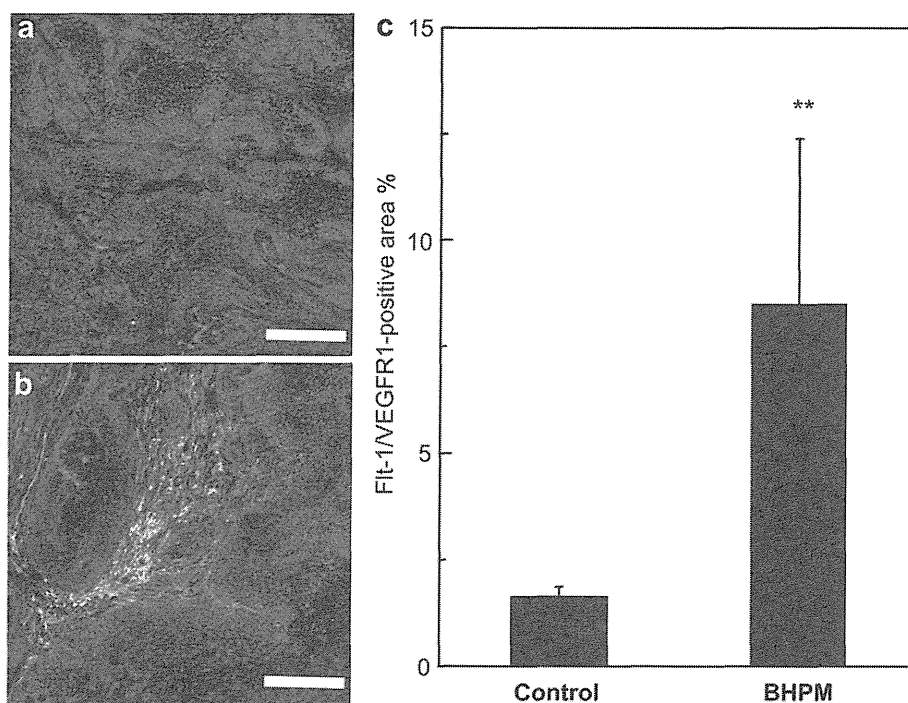 a
b
c
Flt-1/VEGFR1-positive area %
15
10
5
0
**
Control
BHPM